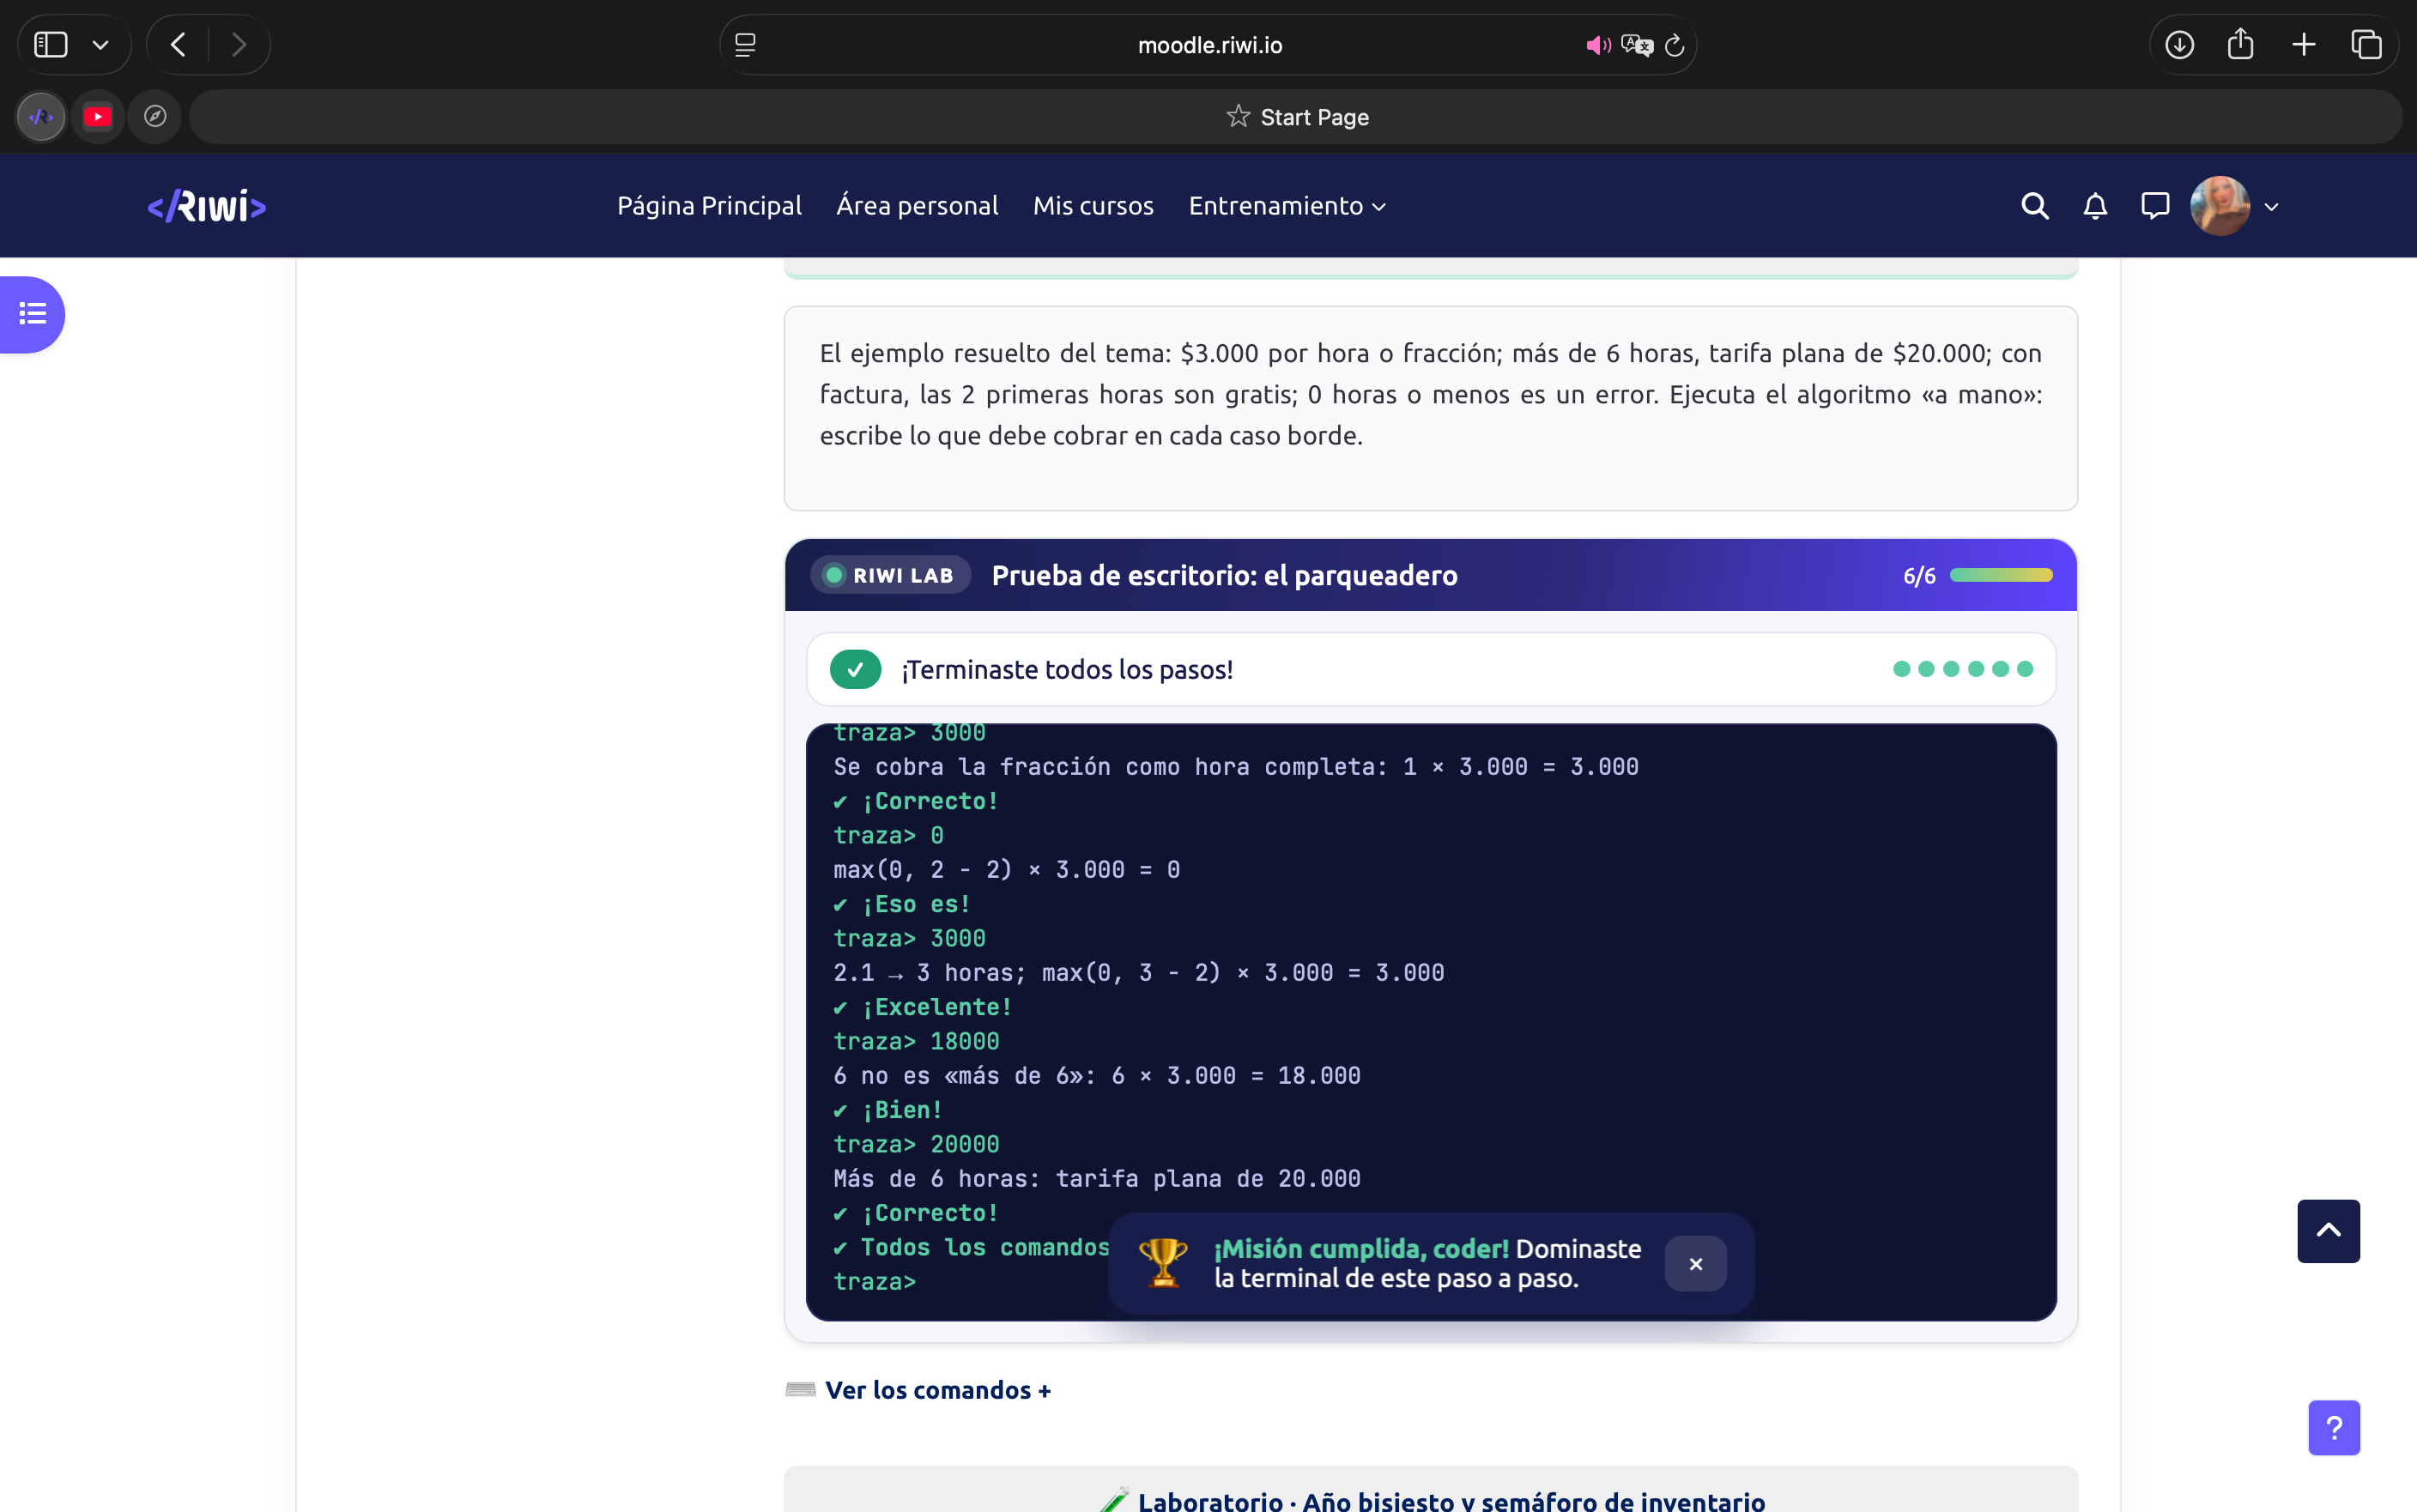 moodle.riwi.io
Start Page
</Riwi>
Página Principal
Área personal
Mis cursos
Entrenamiento
El ejemplo resuelto del tema: $3.000 por hora o fracción; más de 6 horas, tarifa plana de $20.000; con
factura, las 2 primeras horas son gratis; 0 horas o menos es un error. Ejecuta el algoritmo «a mano»:
escribe lo que debe cobrar en cada caso borde.
RIWI LAB
Prueba de escritorio: el parqueadero
6/6
¡Terminaste todos los pasos!
traza> 3000
Se cobra la fracción como hora completa: 1 × 3.000 = 3.000
✔ ¡Correcto!
traza> 0
max(0, 2 - 2) × 3.000 = 0
✔ ¡Eso es!
traza> 3000
2.1 → 3 horas; max(0, 3 - 2) × 3.000 = 3.000
✔ ¡Excelente!
traza> 18000
6 no es «más de 6»: 6 × 3.000 = 18.000
✔ ¡Bien!
traza> 20000
Más de 6 horas: tarifa plana de 20.000
✔ ¡Correcto!
✔ Todos los comandos
traza>
¡Misión cumplida, coder! Dominaste
la terminal de este paso a paso.
×
Ver los comandos +
?
Laboratorio · Año bisiesto y semáforo de inventario